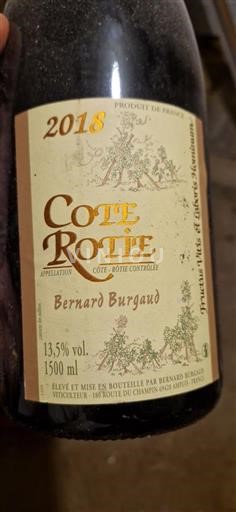 PRODUIT DE FRANCE
2018
COTE
ROTIE
APPELLATION CÔTE - RÔTIE CONTRÔLÉE
Bernard Burgaud
13,5% vol.
1500 ml
ÉLEVÉ ET MISE EN BOUTEILLE PAR BERNARD BURGAUD
VITICULTEUR - 180 ROUTE DU CHAMPIN 69420 AMPUIS - FRANCE
Fructus Vitis et Laboris Hominum